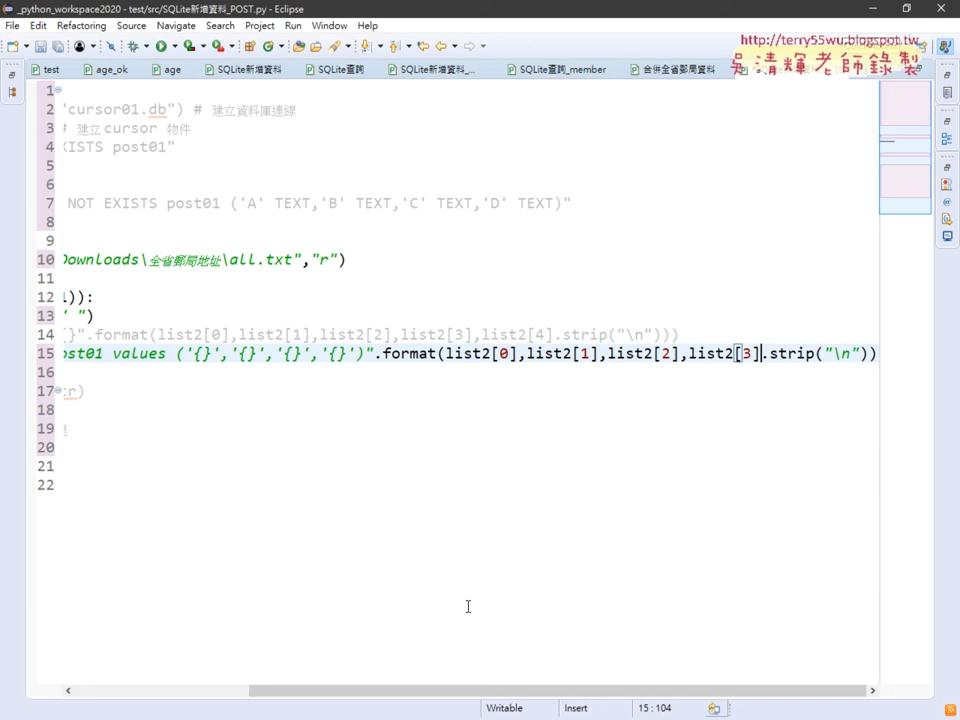 _python_workspace2020 - test/src/SQLite新增資料_POST.py - Eclipse
File Edit Refactoring Source Navigate Search Project Run Window Help
http://terry55wu.blogspot.tw
吳清輝老師錄製
test age_ok age SQLite新增資料 SQLite查詢 SQLite新增資料_... SQLite查詢_member 合併全省郵局資料
1
2 "cursor01.db") # 建立資料庫連線
3 # 建立 cursor 物件
4 XISTS post01"
5
6
7 NOT EXISTS post01 ('A' TEXT,'B' TEXT,'C' TEXT,'D' TEXT)"
8
9
10 Downloads\全省郵局地址\all.txt","r")
11
12 l)):
13 " ")
14 {}".format(list2[0],list2[1],list2[2],list2[3],list2[4].strip("\n")))
15 ost01 values ('{}','{}','{}','{}')".format(list2[0],list2[1],list2[2],list2[3].strip("\n"))
16
17 tr)
18
19
20
21
22
Writable Insert 15 : 104